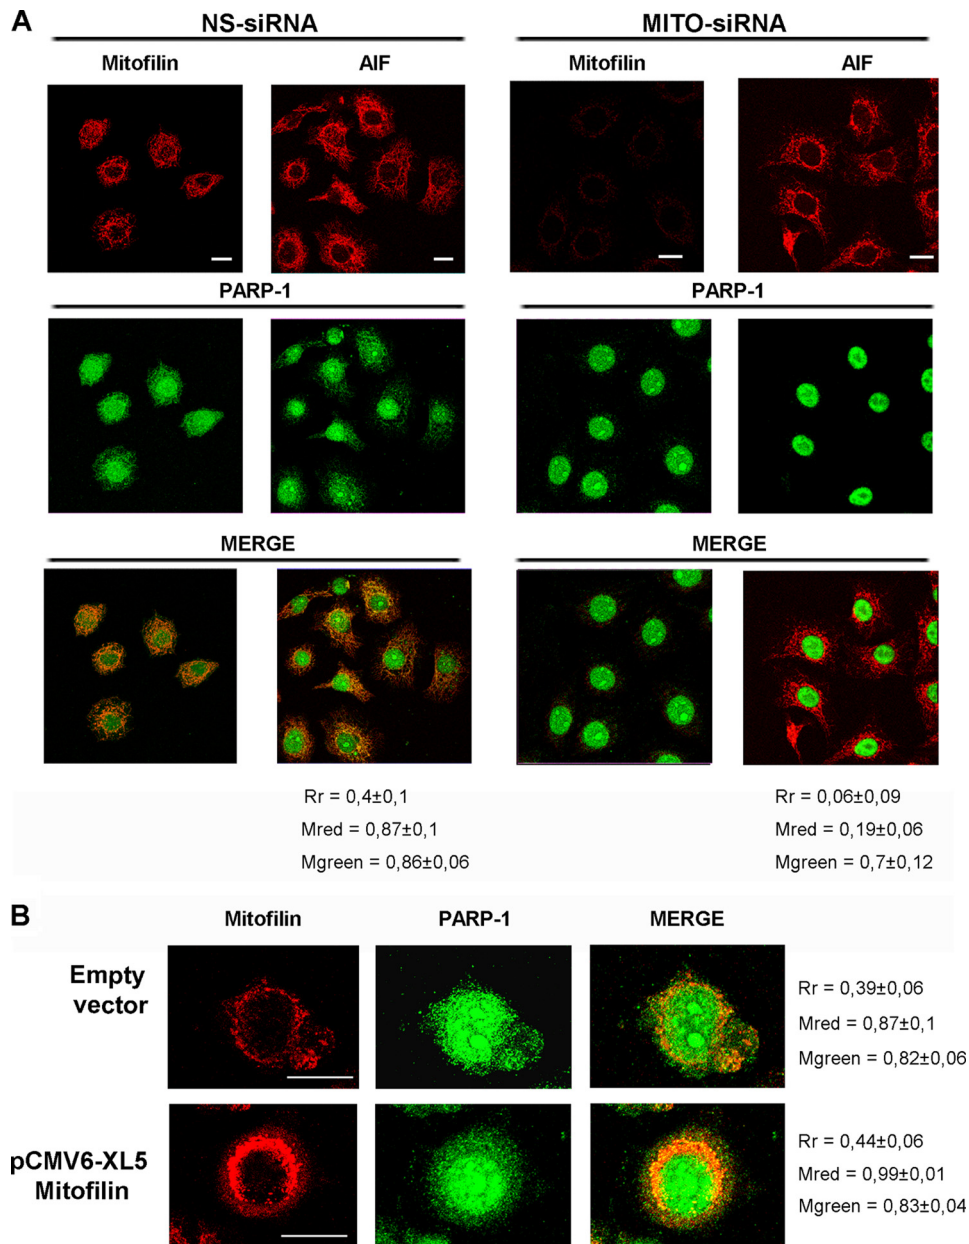 A
NS-siRNA
MITO-siRNA
Mitofilin
AIF
Mitofilin
AIF
PARP-1
PARP-1
MERGE
MERGE
Rr = 0,4±0,1
Mred = 0,87±0,1
Mgreen = 0,86±0,06
Rr = 0,06±0,09
Mred = 0,19±0,06
Mgreen = 0,7±0,12
B
Mitofilin
PARP-1
MERGE
Empty
vector
Rr = 0,39±0,06
Mred = 0,87±0,1
Mgreen = 0,82±0,06
pCMV6-XL5
Mitofilin
Rr = 0,44±0,06
Mred = 0,99±0,01
Mgreen = 0,83±0,04